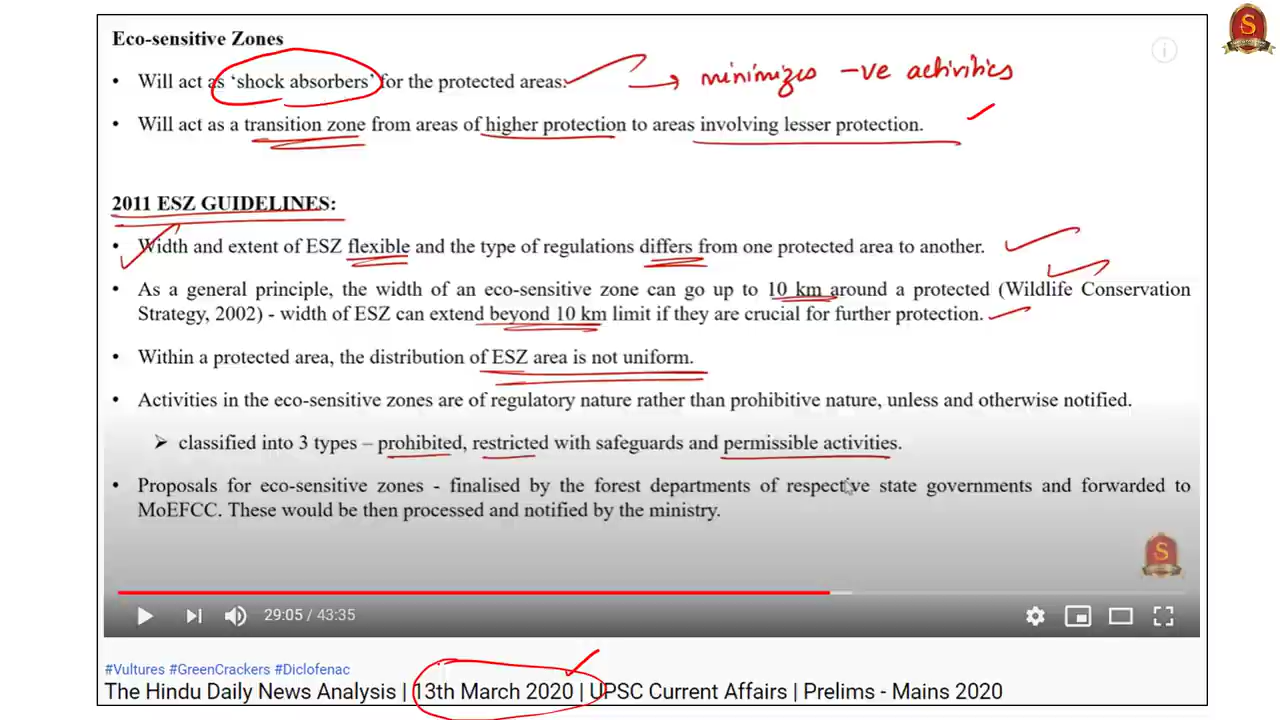 Eco-sensitive Zones
• Will act as ‘shock absorbers’ for the protected areas. → minimizes -ve activities
• Will act as a transition zone from areas of higher protection to areas involving lesser protection.
2011 ESZ GUIDELINES:
• Width and extent of ESZ flexible and the type of regulations differs from one protected area to another.
• As a general principle, the width of an eco-sensitive zone can go up to 10 km around a protected (Wildlife Conservation
Strategy, 2002) - width of ESZ can extend beyond 10 km limit if they are crucial for further protection.
• Within a protected area, the distribution of ESZ area is not uniform.
• Activities in the eco-sensitive zones are of regulatory nature rather than prohibitive nature, unless and otherwise notified.
➢ classified into 3 types – prohibited, restricted with safeguards and permissible activities.
• Proposals for eco-sensitive zones - finalised by the forest departments of respective state governments and forwarded to
MoEFCC. These would be then processed and notified by the ministry.
29:05 / 43:35
#Vultures #GreenCrackers #Diclofenac
The Hindu Daily News Analysis | 13th March 2020 | UPSC Current Affairs | Prelims - Mains 2020